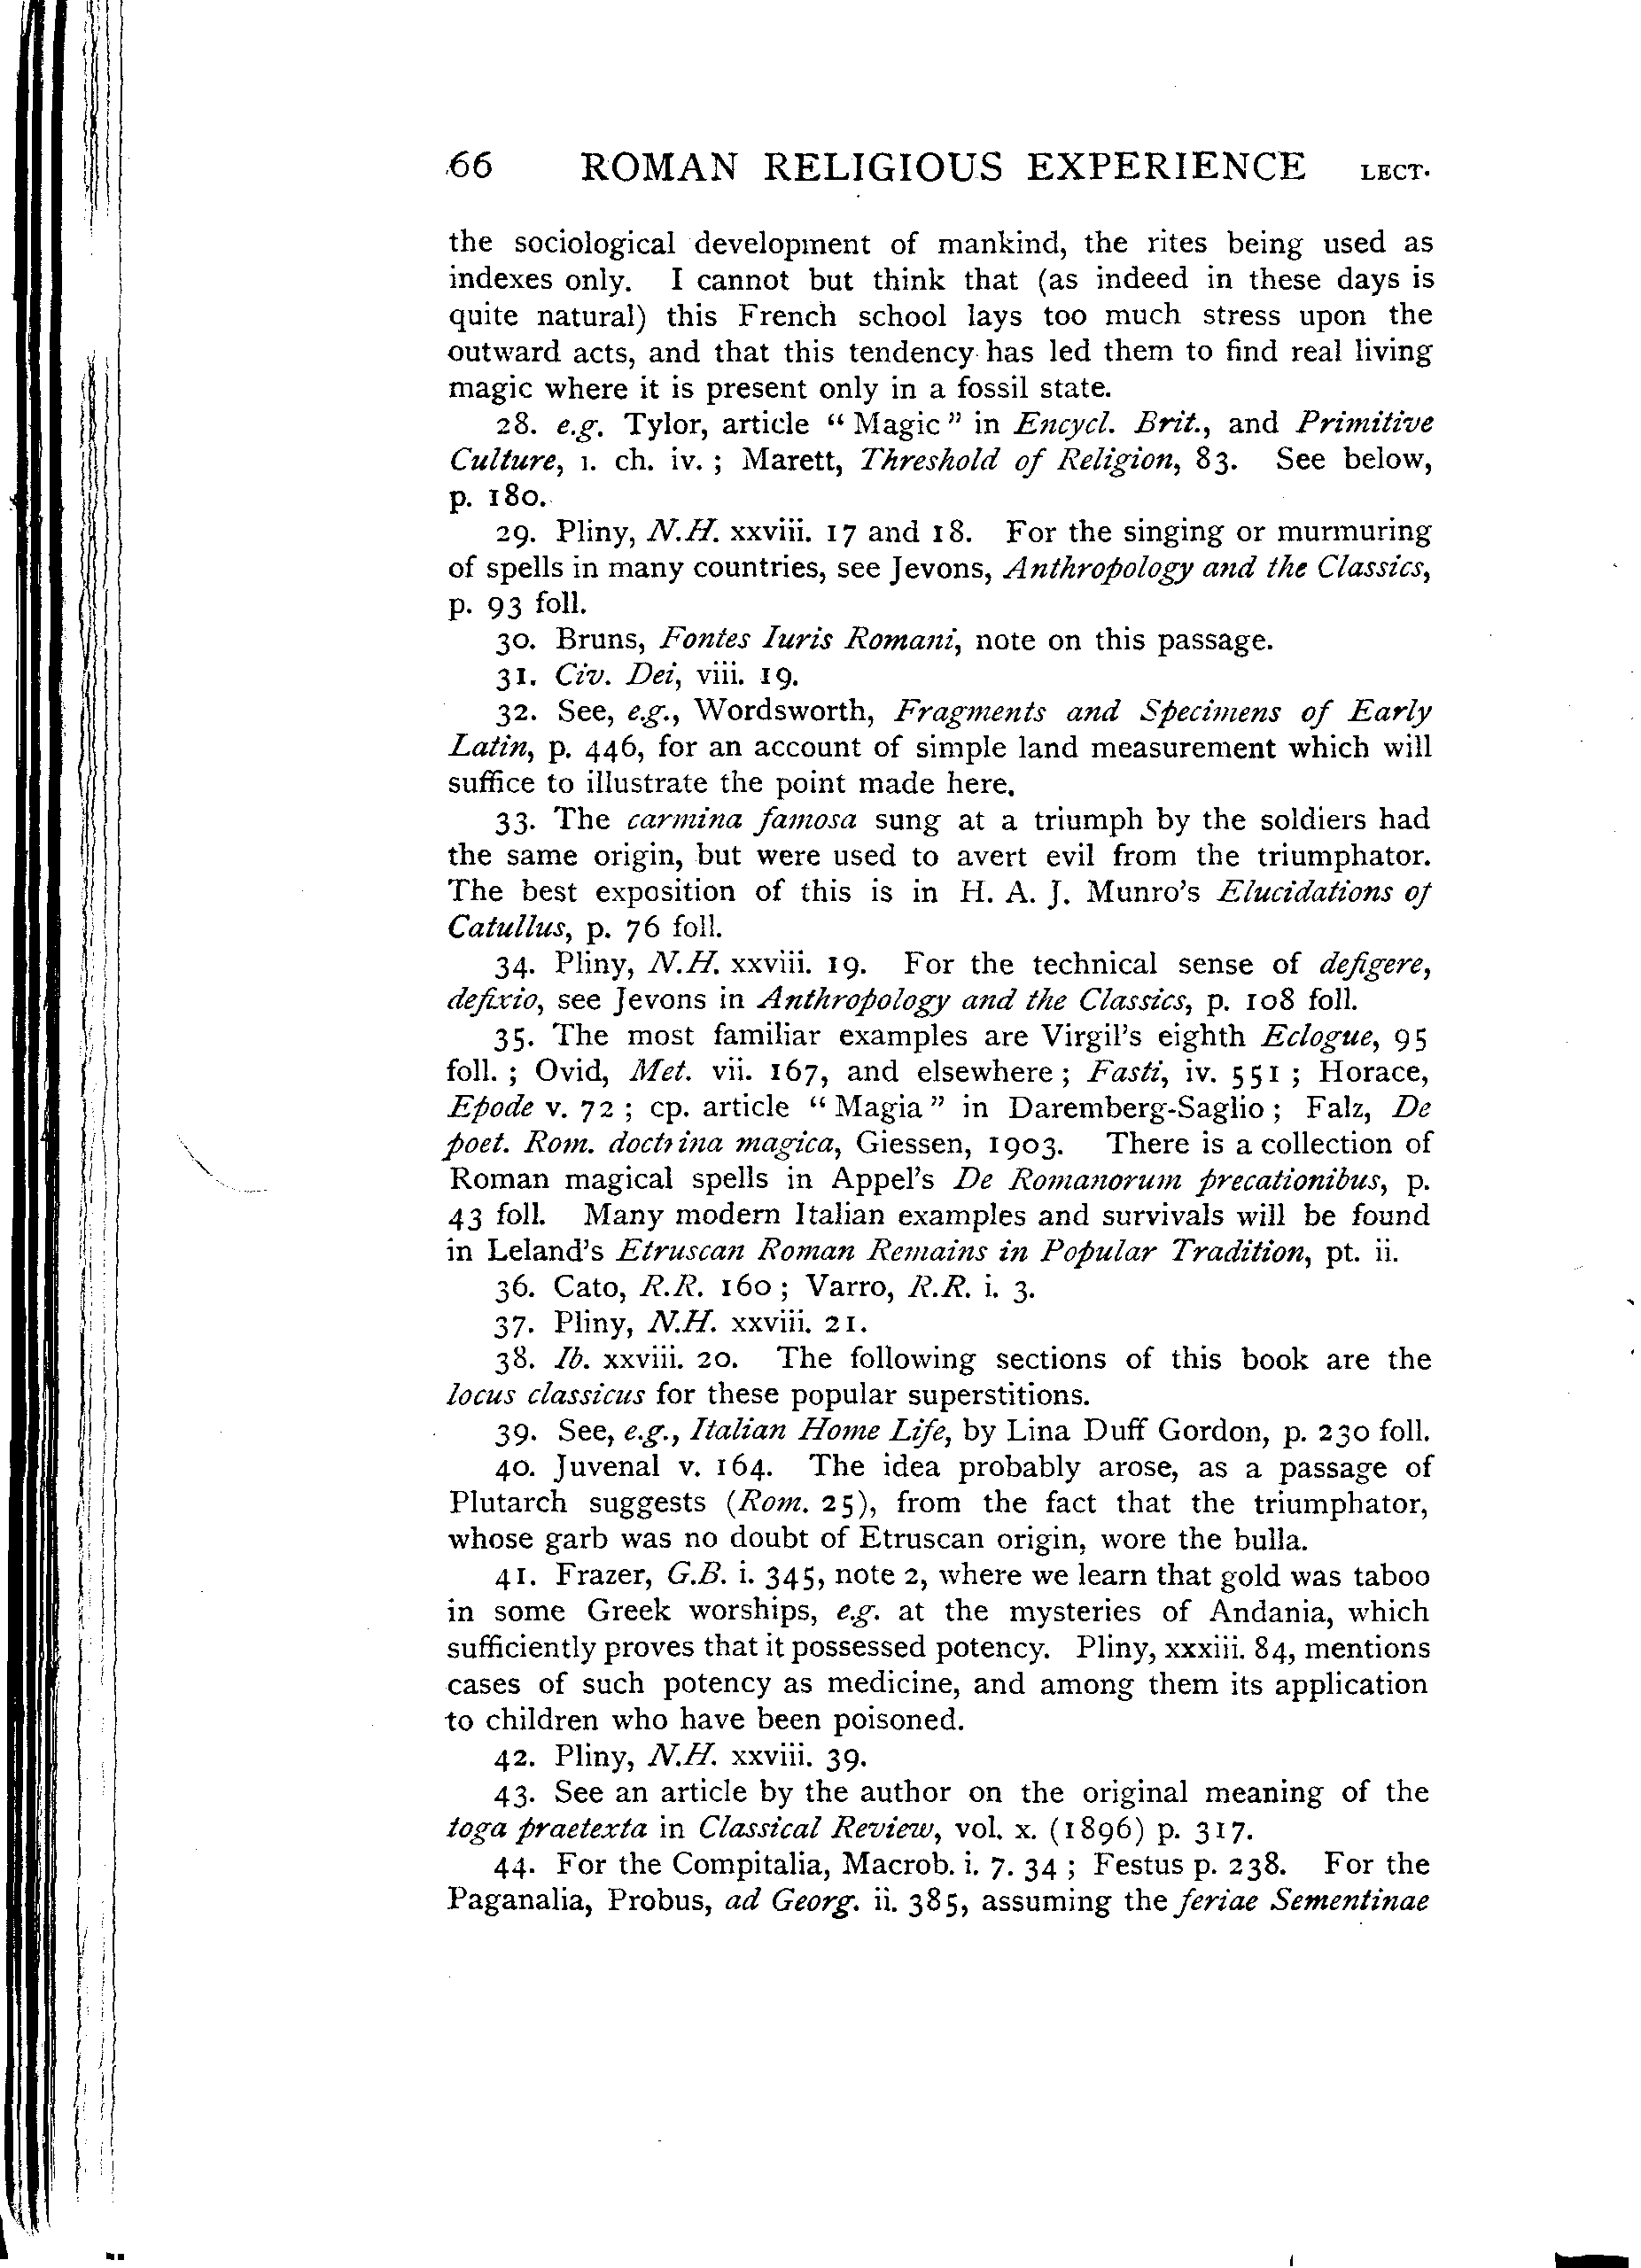 66 ROMAN RELIGIOUS EXPERIENCE LECT.
the sociological development of mankind, the rites being used as
indexes only. I cannot but think that (as indeed in these days is
quite natural) this French school lays too much stress upon the
outward acts, and that this tendency has led them to find real living
magic where it is present only in a fossil state.
28. e.g. Tylor, article “Magic” in Encycl. Brit., and Primitive
Culture, 1. ch. iv. ; Marett, Threshold of Religion, 83. See below,
p. 180.
29. Pliny, N.H. xxviii. 17 and 18. For the singing or murmuring
of spells in many countries, see Jevons, Anthropology and the Classics,
p. 93 foll.
30. Bruns, Fontes Iuris Romani, note on this passage.
31. Civ. Dei, viii. 19.
32. See, e.g., Wordsworth, Fragments and Specimens of Early
Latin, p. 446, for an account of simple land measurement which will
suffice to illustrate the point made here.
33. The carmina famosa sung at a triumph by the soldiers had
the same origin, but were used to avert evil from the triumphator.
The best exposition of this is in H. A. J. Munro's Elucidations of
Catullus, p. 76 foll.
34. Pliny, N.H. xxviii. 19. For the technical sense of defigere,
defixio, see Jevons in Anthropology and the Classics, p. 108 foll.
35. The most familiar examples are Virgil's eighth Eclogue, 95
foll. ; Ovid, Met. vii. 167, and elsewhere ; Fasti, iv. 551 ; Horace,
Epode v. 72 ; cp. article “Magia” in Daremberg-Saglio ; Falz, De
poet. Rom. doctrina magica, Giessen, 1903. There is a collection of
Roman magical spells in Appel's De Romanorum precationibus, p.
43 foll. Many modern Italian examples and survivals will be found
in Leland's Etruscan Roman Remains in Popular Tradition, pt. ii.
36. Cato, R.R. 160 ; Varro, R.R. i. 3.
37. Pliny, N.H. xxviii. 21.
38. Ib. xxviii. 20. The following sections of this book are the
locus classicus for these popular superstitions.
39. See, e.g., Italian Home Life, by Lina Duff Gordon, p. 230 foll.
40. Juvenal v. 164. The idea probably arose, as a passage of
Plutarch suggests (Rom. 25), from the fact that the triumphator,
whose garb was no doubt of Etruscan origin, wore the bulla.
41. Frazer, G.B. i. 345, note 2, where we learn that gold was taboo
in some Greek worships, e.g. at the mysteries of Andania, which
sufficiently proves that it possessed potency. Pliny, xxxiii. 84, mentions
cases of such potency as medicine, and among them its application
to children who have been poisoned.
42. Pliny, N.H. xxviii. 39.
43. See an article by the author on the original meaning of the
toga praetexta in Classical Review, vol. x. (1896) p. 317.
44. For the Compitalia, Macrob. i. 7. 34 ; Festus p. 238. For the
Paganalia, Probus, ad Georg. ii. 385, assuming the feriae Sementinae